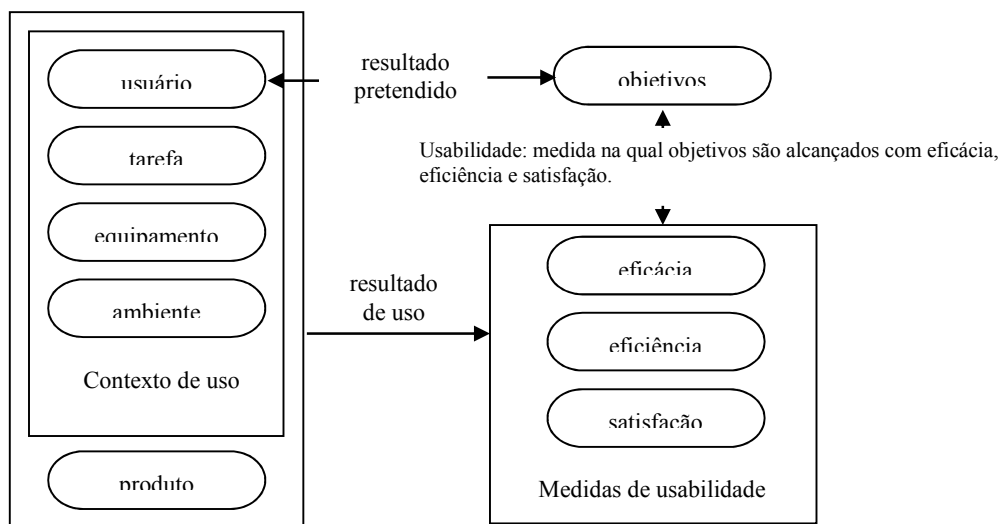 usuário
resultado
pretendido
objetivos
tarefa
Usabilidade: medida na qual objetivos são alcançados com eficácia,
eficiência e satisfação.
equipamento
eficácia
ambiente
resultado
de uso
eficiência
Contexto de uso
satisfação
produto
Medidas de usabilidade